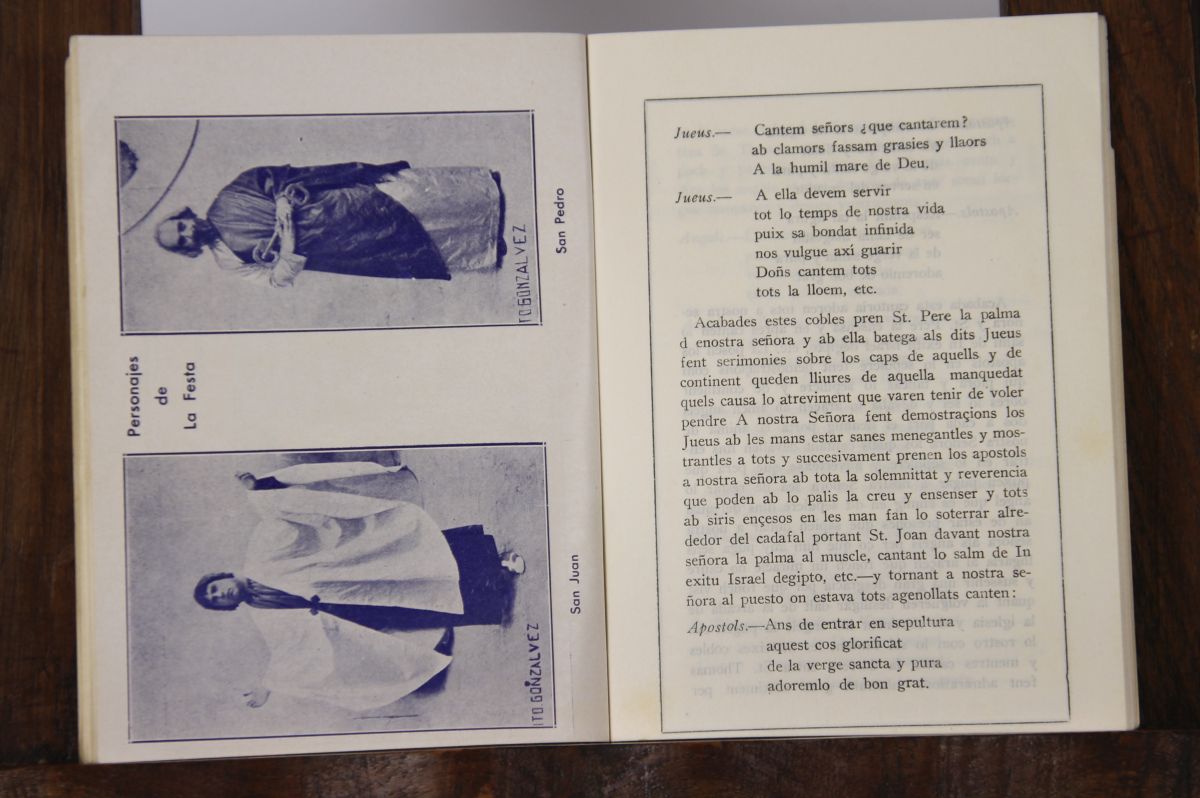 Personajes
de
La Festa
TO GONZALVEZ
San Pedro
ITO GONZALVEZ
San Juan
Jueus.— Cantem señors ¿que cantarem?
ab clamors fassam grasies y llaors
A la humil mare de Deu.
Jueus.— A ella devem servir
tot lo temps de nostra vida
puix sa bondat infinida
nos vulgue axi guarir
Doñs cantem tots
tots la lloem, etc.
Acabades estes cobles pren St. Pere la palma
d enostra señora y ab ella batega als dits Jueus
fent serimonies sobre los caps de aquells y de
continent queden lliures de aquella manquedat
quels causa lo atreviment que varen tenir de voler
pendre A nostra Señora fent demostraçions los
Jueus ab les mans estar sanes menegantles y mos-
trantles a tots y succesivament prenen los apostols
a nostra señora ab tota la solemnittat y reverencia
que poden ab lo palis la creu y ensenser y tots
ab siris ençesos en les man fan lo soterrar alre-
dedor del cadafal portant St. Joan davant nostra
señora la palma al muscle, cantant lo salm de In
exitu Israel degipto, etc.—y tornant a nostra se-
ñora al puesto on estava tots agenollats canten:
Apostols.—Ans de entrar en sepultura
aquest cos glorificat
de la verge sancta y pura
adoremlo de bon grat.